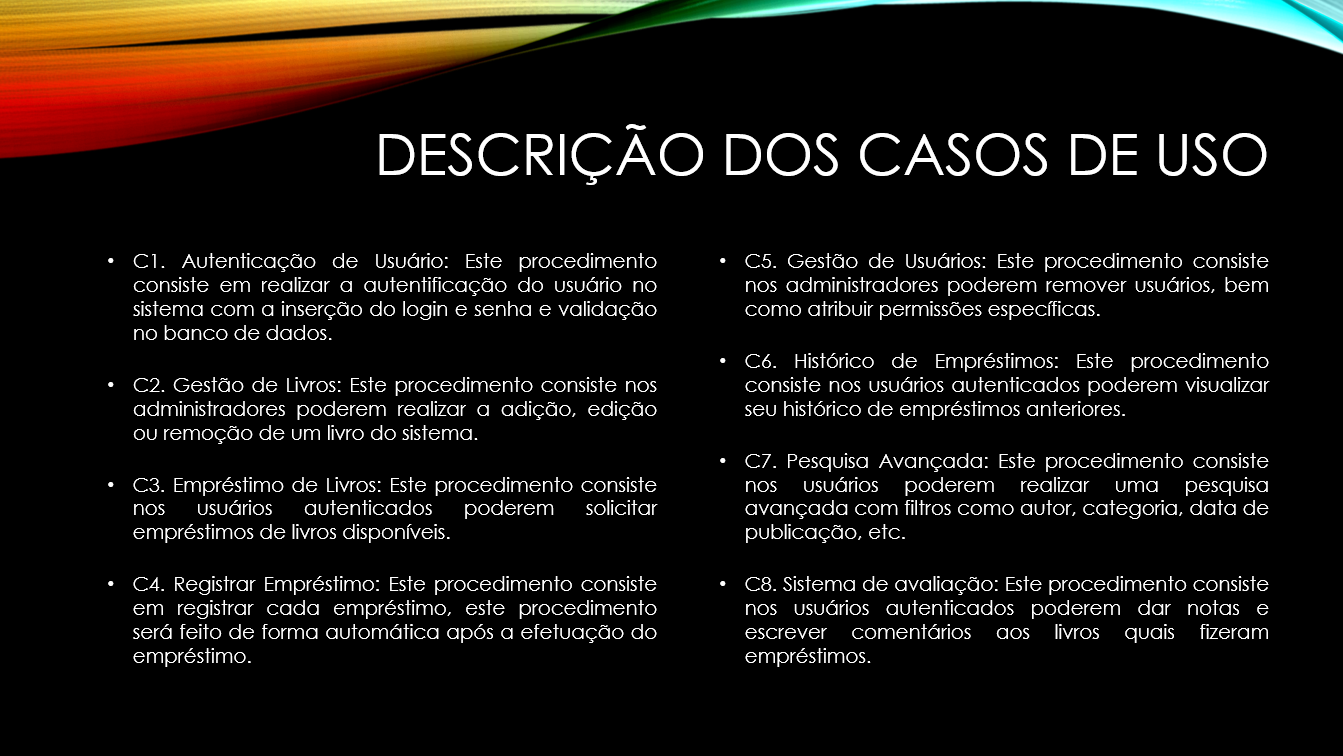 DESCRIÇÃO DOS CASOS DE USO
• C1. Autenticação de Usuário: Este procedimento
consiste em realizar a autentificação do usuário no
sistema com a inserção do login e senha e validação
no banco de dados.
• C2. Gestão de Livros: Este procedimento consiste nos
administradores poderem realizar a adição, edição
ou remoção de um livro do sistema.
• C3. Empréstimo de Livros: Este procedimento consiste
nos usuários autenticados poderem solicitar
empréstimos de livros disponíveis.
• C4. Registrar Empréstimo: Este procedimento consiste
em registrar cada empréstimo, este procedimento
será feito de forma automática após a efetuação do
empréstimo.
• C5. Gestão de Usuários: Este procedimento consiste
nos administradores poderem remover usuários, bem
como atribuir permissões específicas.
• C6. Histórico de Empréstimos: Este procedimento
consiste nos usuários autenticados poderem visualizar
seu histórico de empréstimos anteriores.
• C7. Pesquisa Avançada: Este procedimento consiste
nos usuários poderem realizar uma pesquisa
avançada com filtros como autor, categoria, data de
publicação, etc.
• C8. Sistema de avaliação: Este procedimento consiste
nos usuários autenticados poderem dar notas e
escrever comentários aos livros quais fizeram
empréstimos.